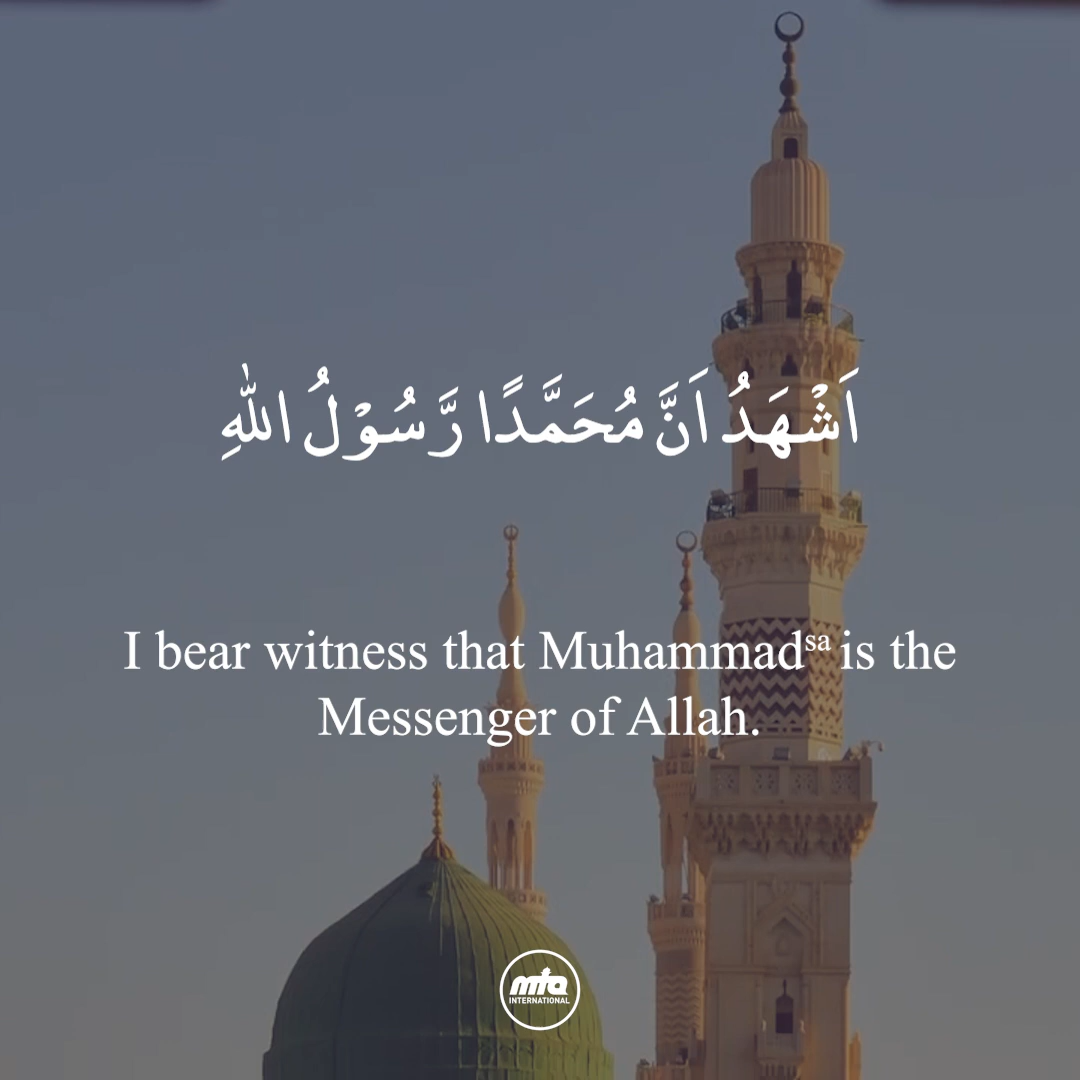 اَشْهَدُ اَنَّ مُحَمَّدًا رَّسُوْلُ اللّٰهِ
I bear witness that Muhammadˢᵃ is the
Messenger of Allah.
mta
INTERNATIONAL